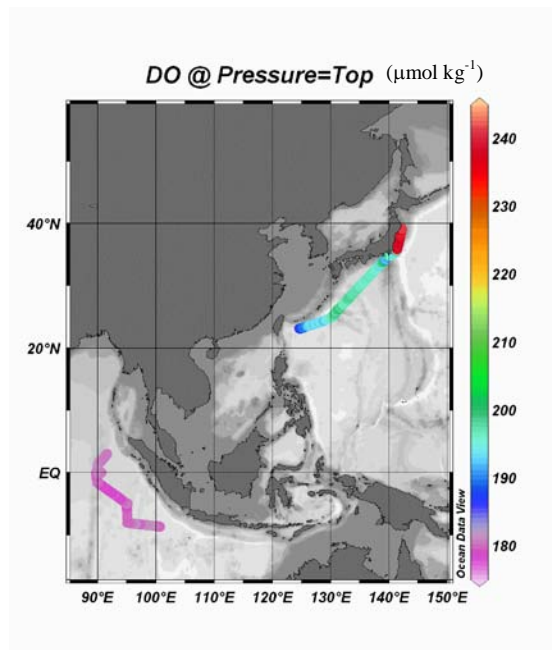 DO @ Pressure=Top (μmol kg⁻¹)
240
40°N
230
220
210
20°N
200
190
EQ
180
Ocean Data View
90°E 100°E 110°E 120°E 130°E 140°E 150°E